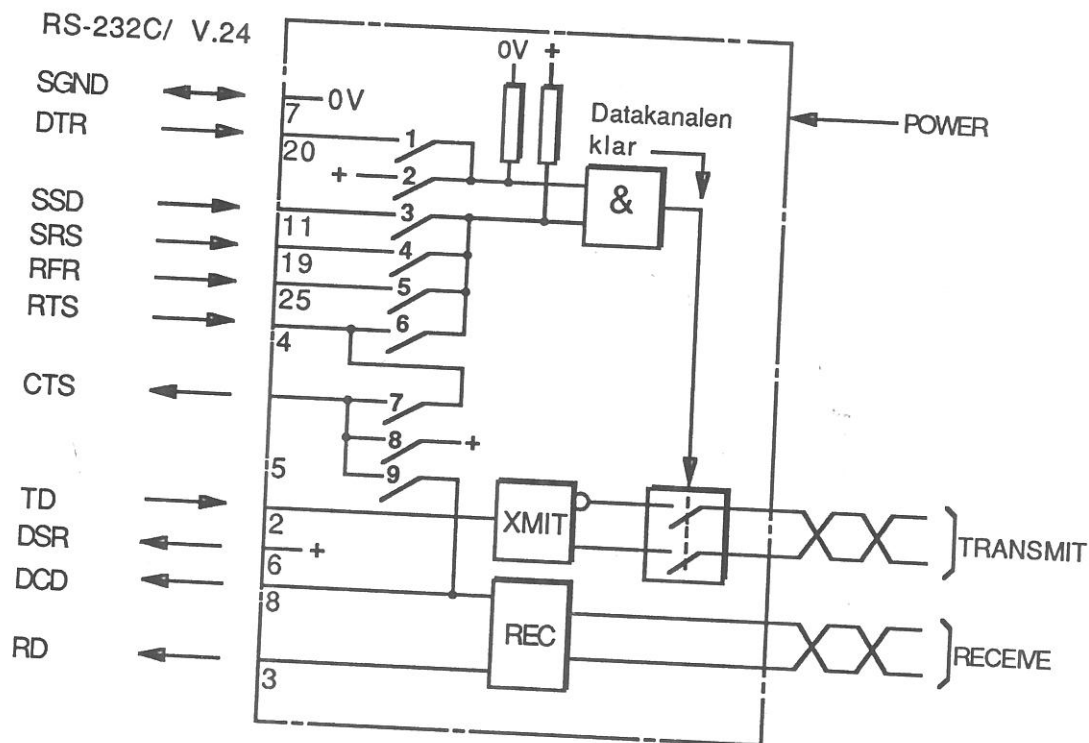 RS-232C/ V.24
SGND
DTR
SSD
SRS
RFR
RTS
CTS
TD
DSR
DCD
RD
7
0V
20
11
19
25
4
5
2
6
+
8
3
1
+
2
3
4
5
6
7
8
+
9
0V +
Datakanalen
klar
&
XMIT
REC
POWER
TRANSMIT
RECEIVE